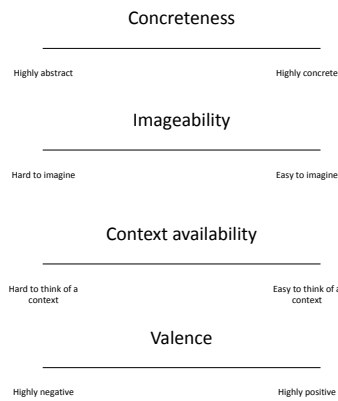 Concreteness
Highly abstract Highly concrete
Imageability
Hard to imagine Easy to imagine
Context availability
Hard to think of a context Easy to think of a context
Valence
Highly negative Highly positive